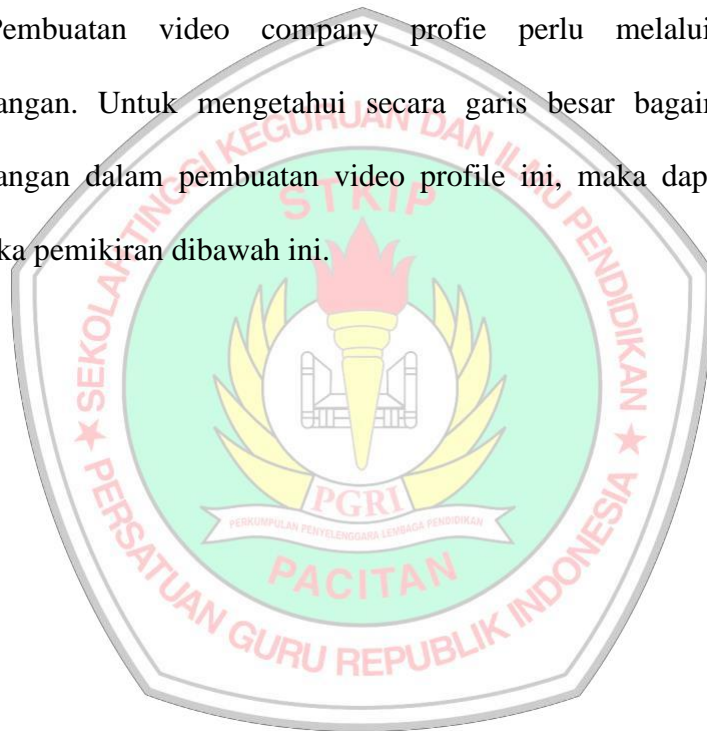 Pembuatan video company profie perlu melalui
angan. Untuk mengetahui secara garis besar bagain
angan dalam pembuatan video profile ini, maka dap
ka pemikiran dibawah ini.
SEKOLAH TINGGI KEGURUAN DAN ILMU PENDIDIKAN
STKIP
PGRI
PERKUMPULAN PENYELENGGARA LEMBAGA PENDIDIKAN
PACITAN
PERSATUAN GURU REPUBLIK INDONESIA